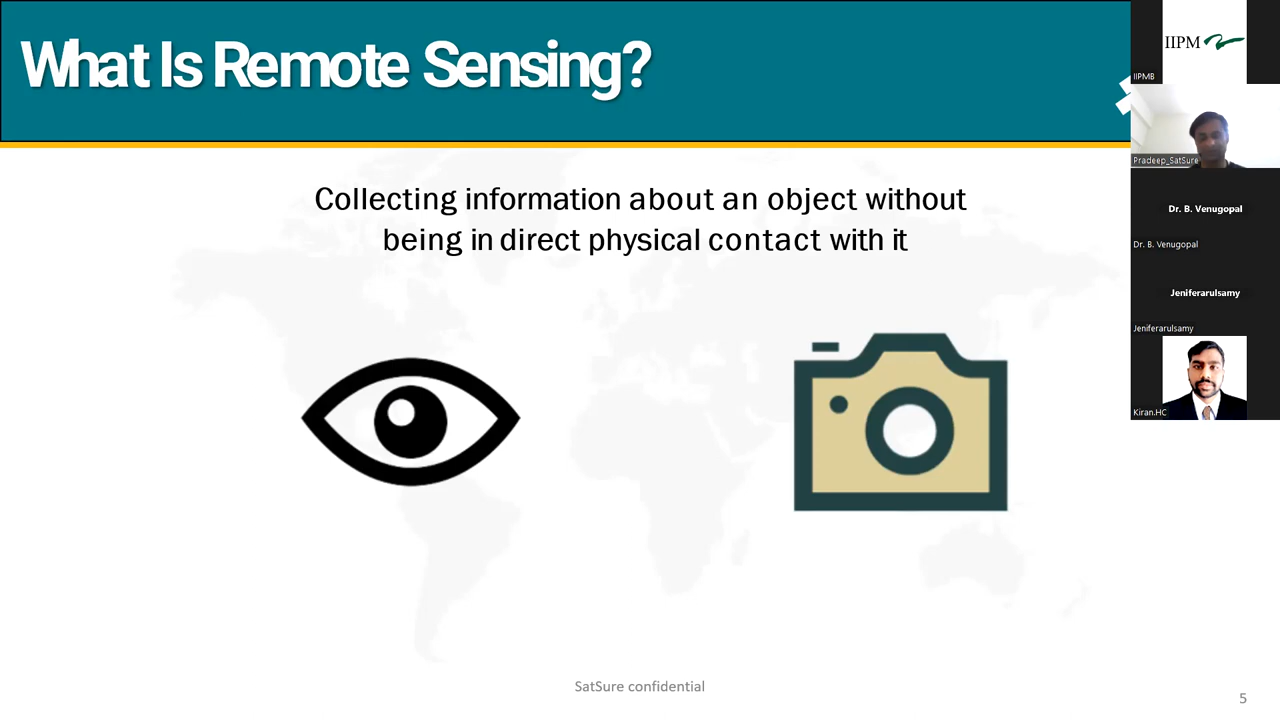 What Is Remote Sensing?
Collecting information about an object without
being in direct physical contact with it
SatSure confidential
5
IIPM
IIPMB
Pradeep_SatSure
Dr. B. Venugopal
Dr. B. Venugopal
Jeniferarulsamy
Jeniferarulsamy
Kiran.HC